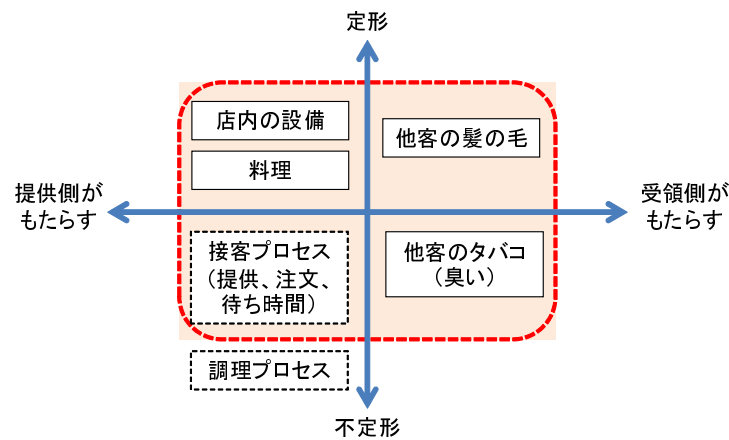 定形
店内の設備
料理
他客の髪の毛
提供側が
もたらす
受領側が
もたらす
接客プロセス
（提供、注文、
待ち時間）
他客のタバコ
（臭い）
調理プロセス
不定形